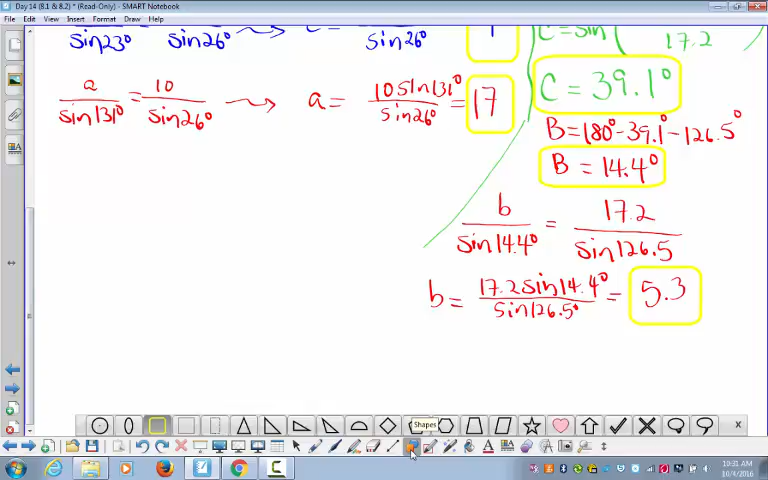 Day 14 (8.1 & 8.2) * (Read-Only) - SMART Notebook
File Edit View Insert Format Tools Draw Help
sin23° sin26° sin26°
17.2
C = 39.1°
a/sin131° = 10/sin26° a = 10sin131°/sin26° = 17
B=180°-39.1°-126.5°
B = 14.4°
b/sin14.4° = 17.2/sin126.5
b = 17.2sin14.4°/sin126.5° = 5.3
Shapes
10:31 AM
10/4/2016